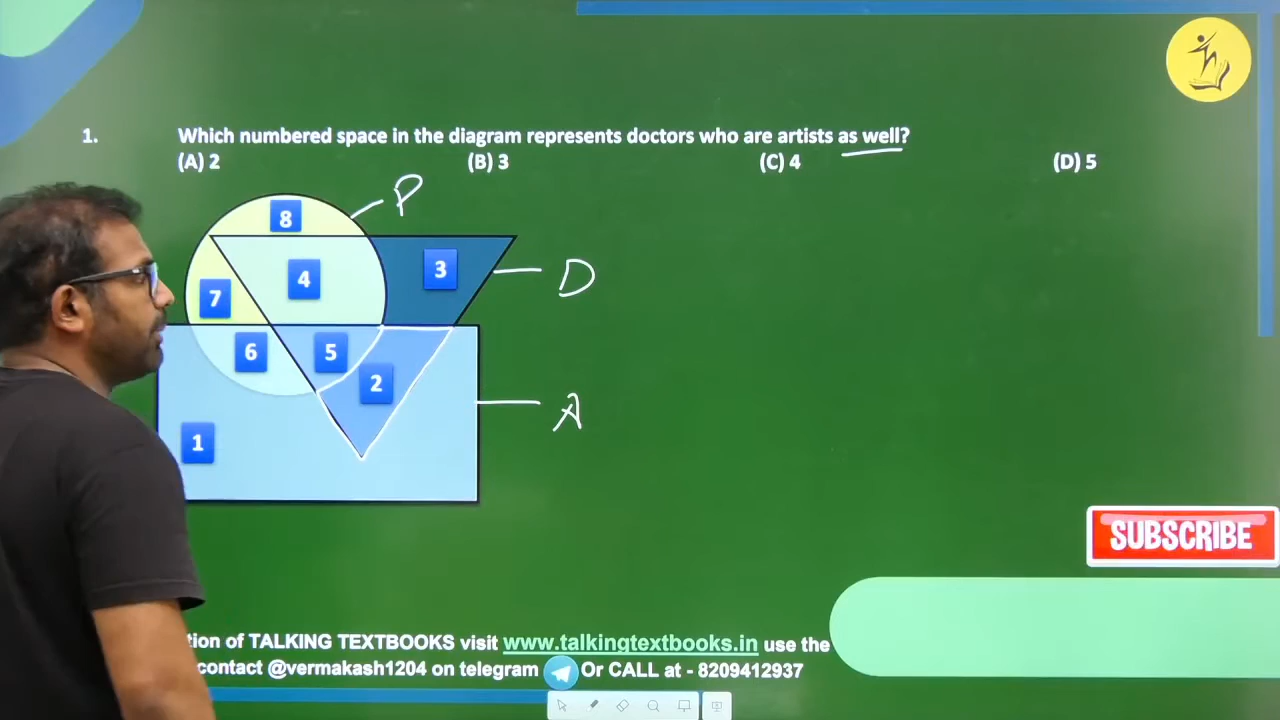 1. Which numbered space in the diagram represents doctors who are artists as well?
(A) 2 (B) 3 (C) 4 (D) 5
P
8
D
4
3
7
6
5
2
A
1
SUBSCRIBE
tion of TALKING TEXTBOOKS visit www.talkingtextbooks.in use the
contact @vermakash1204 on telegram Or CALL at - 8209412937